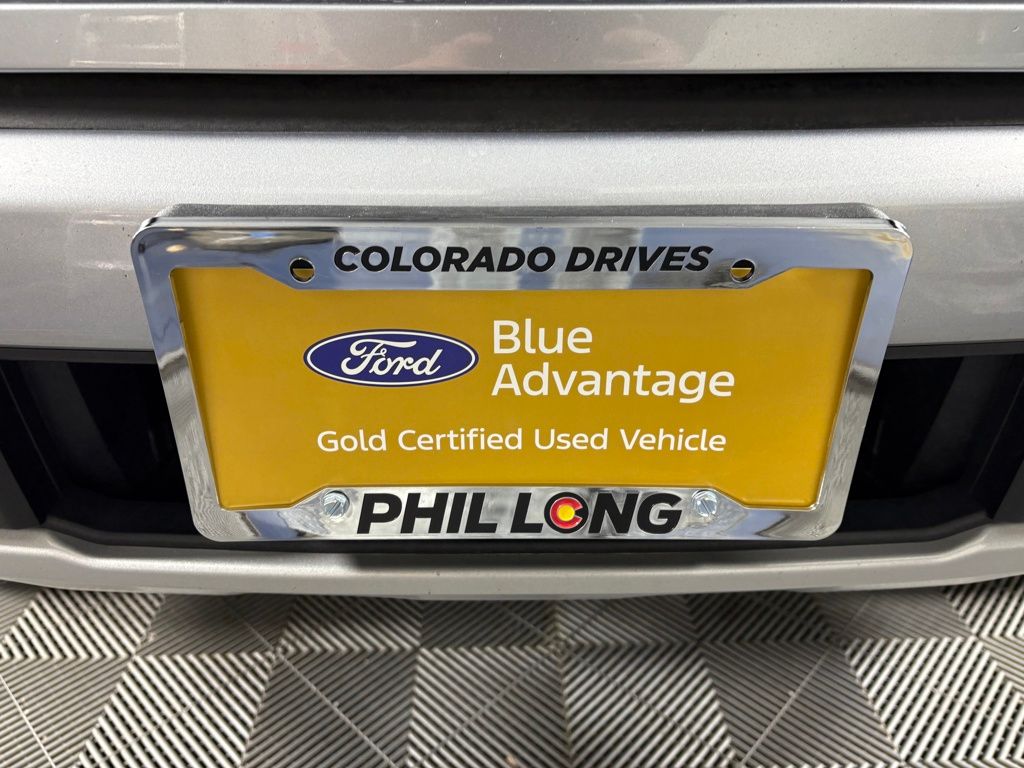 COLORADO DRIVES
Ford
Blue
Advantage
Gold Certified Used Vehicle
PHIL LONG